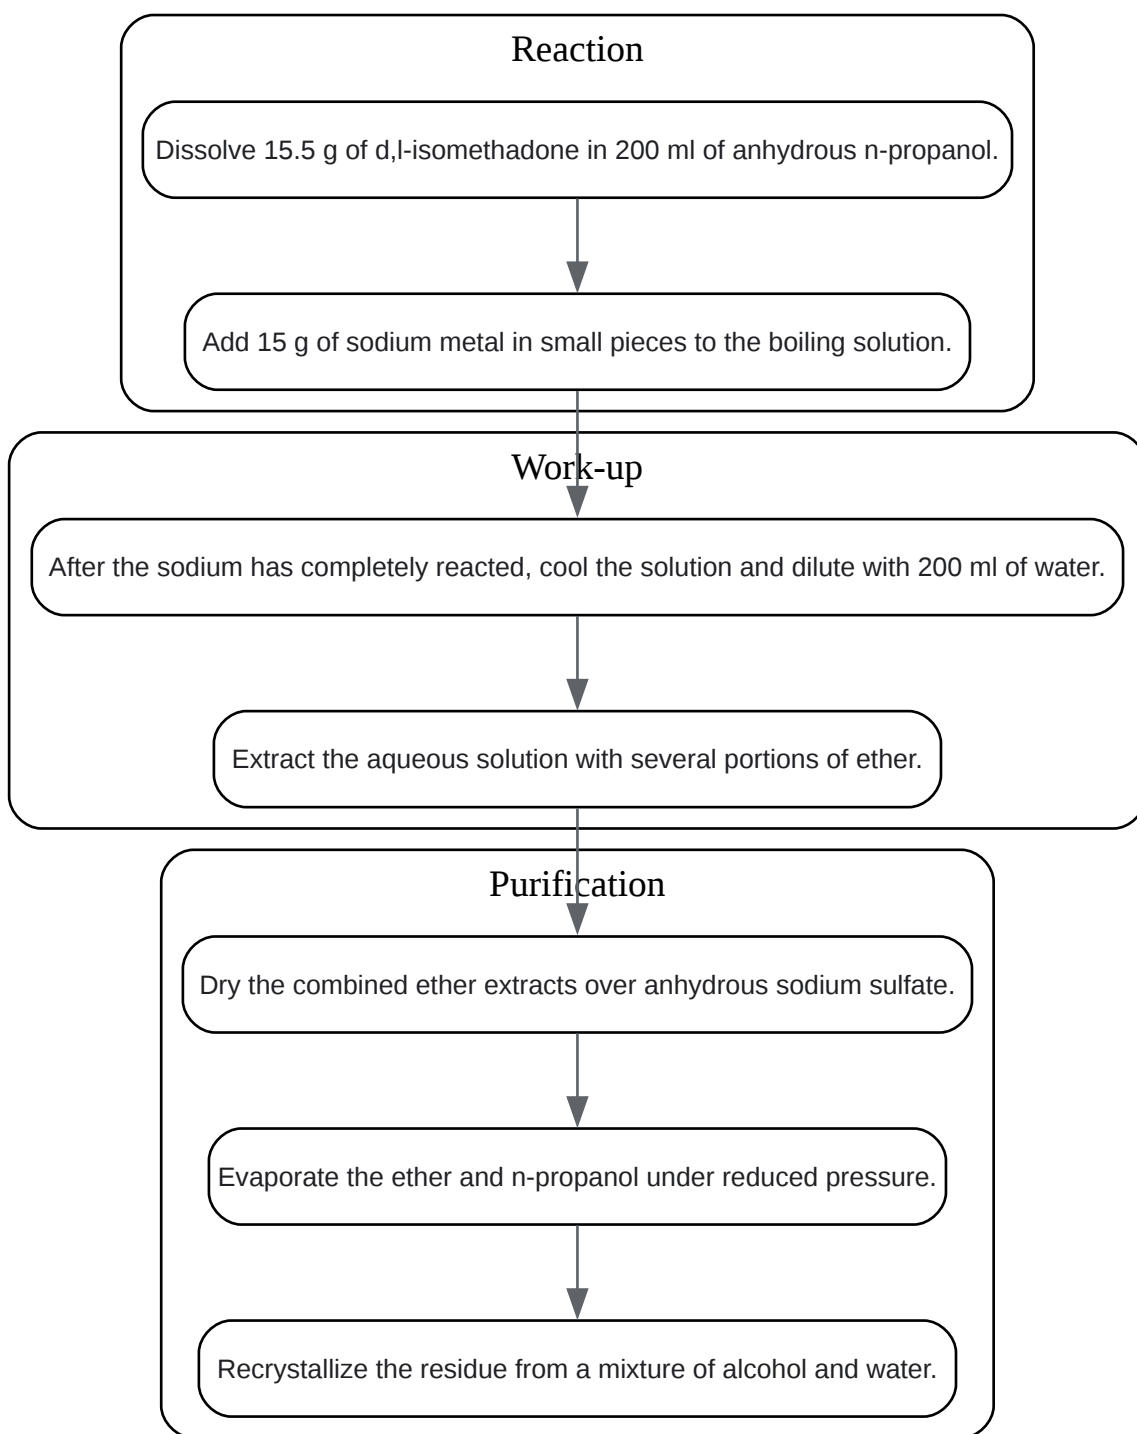 Reaction
Dissolve 15.5 g of d,l-isomethadone in 200 ml of anhydrous n-propanol.
Add 15 g of sodium metal in small pieces to the boiling solution.
Work-up
After the sodium has completely reacted, cool the solution and dilute with 200 ml of water.
Extract the aqueous solution with several portions of ether.
Purification
Dry the combined ether extracts over anhydrous sodium sulfate.
Evaporate the ether and n-propanol under reduced pressure.
Recrystallize the residue from a mixture of alcohol and water.